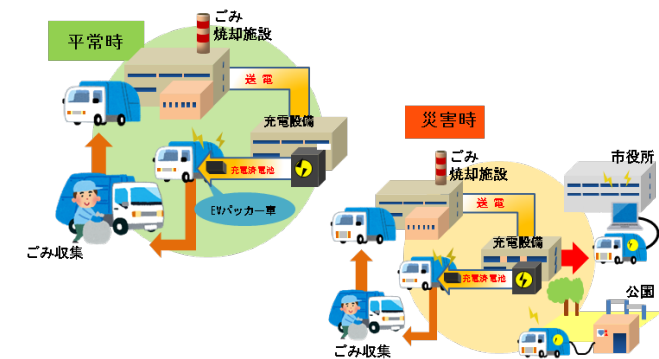 平常時
ごみ
焼却施設
送電
充電設備
充電済電池
EVパッカー車
ごみ収集
災害時
ごみ
焼却施設
送電
充電設備
充電済電池
ごみ収集
市役所
公園